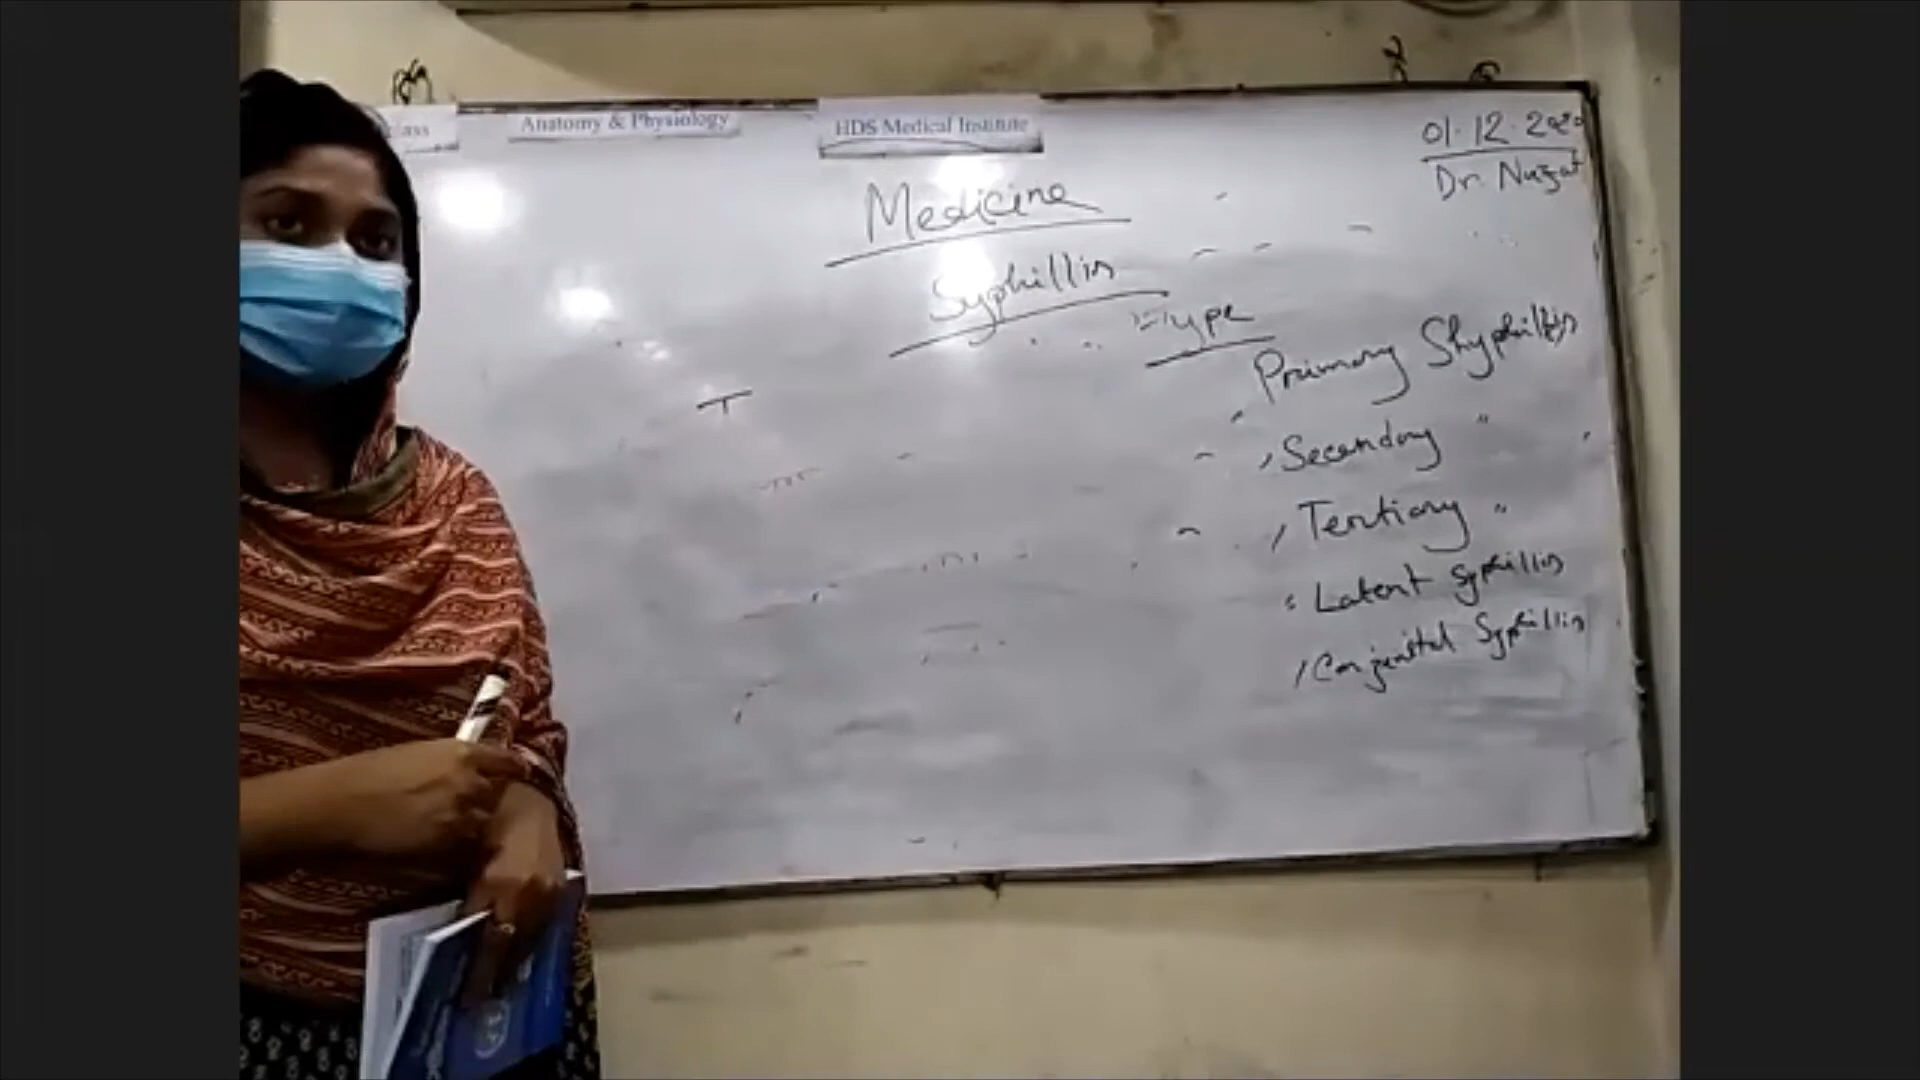 class
Anatomy & Physiology
HDS Medical Institute
01.12.2020
Dr. Nuzat
Medicine
Syphillis
Type
Primary Shyphillis
Secondary "
Tertiary "
Latent Syphillis
Conjenital Syphillis